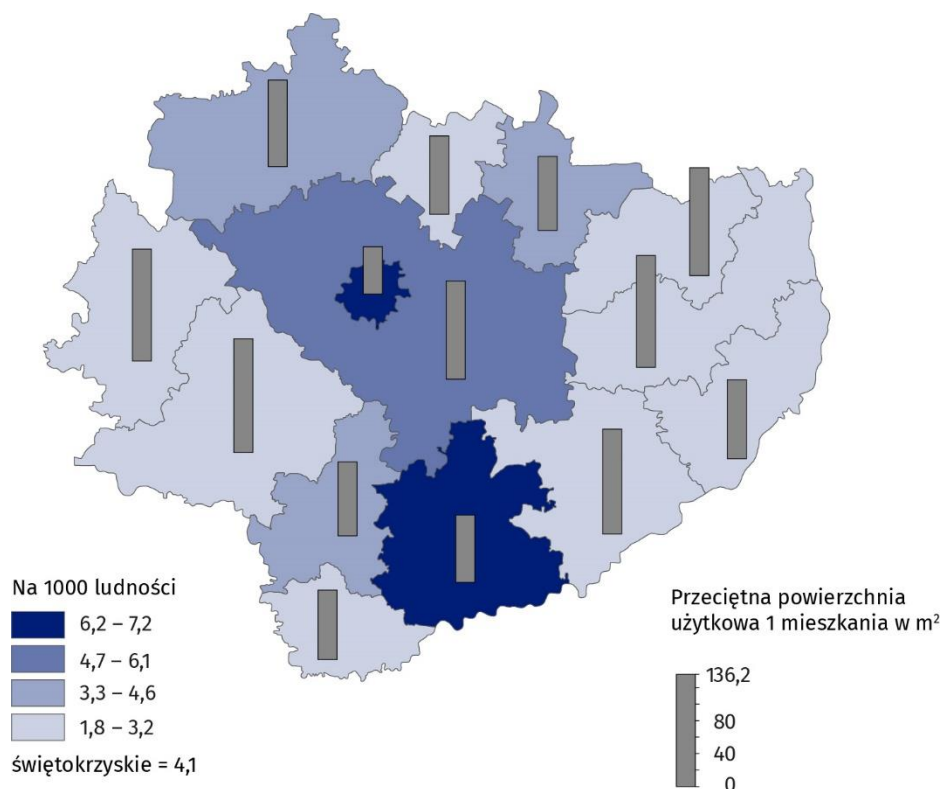 Na 1000 ludności
6,2 – 7,2
4,7 – 6,1
3,3 – 4,6
1,8 – 3,2
świętokrzyskie = 4,1
Przeciętna powierzchnia
użytkowa 1 mieszkania w m²
136,2
80
40
0